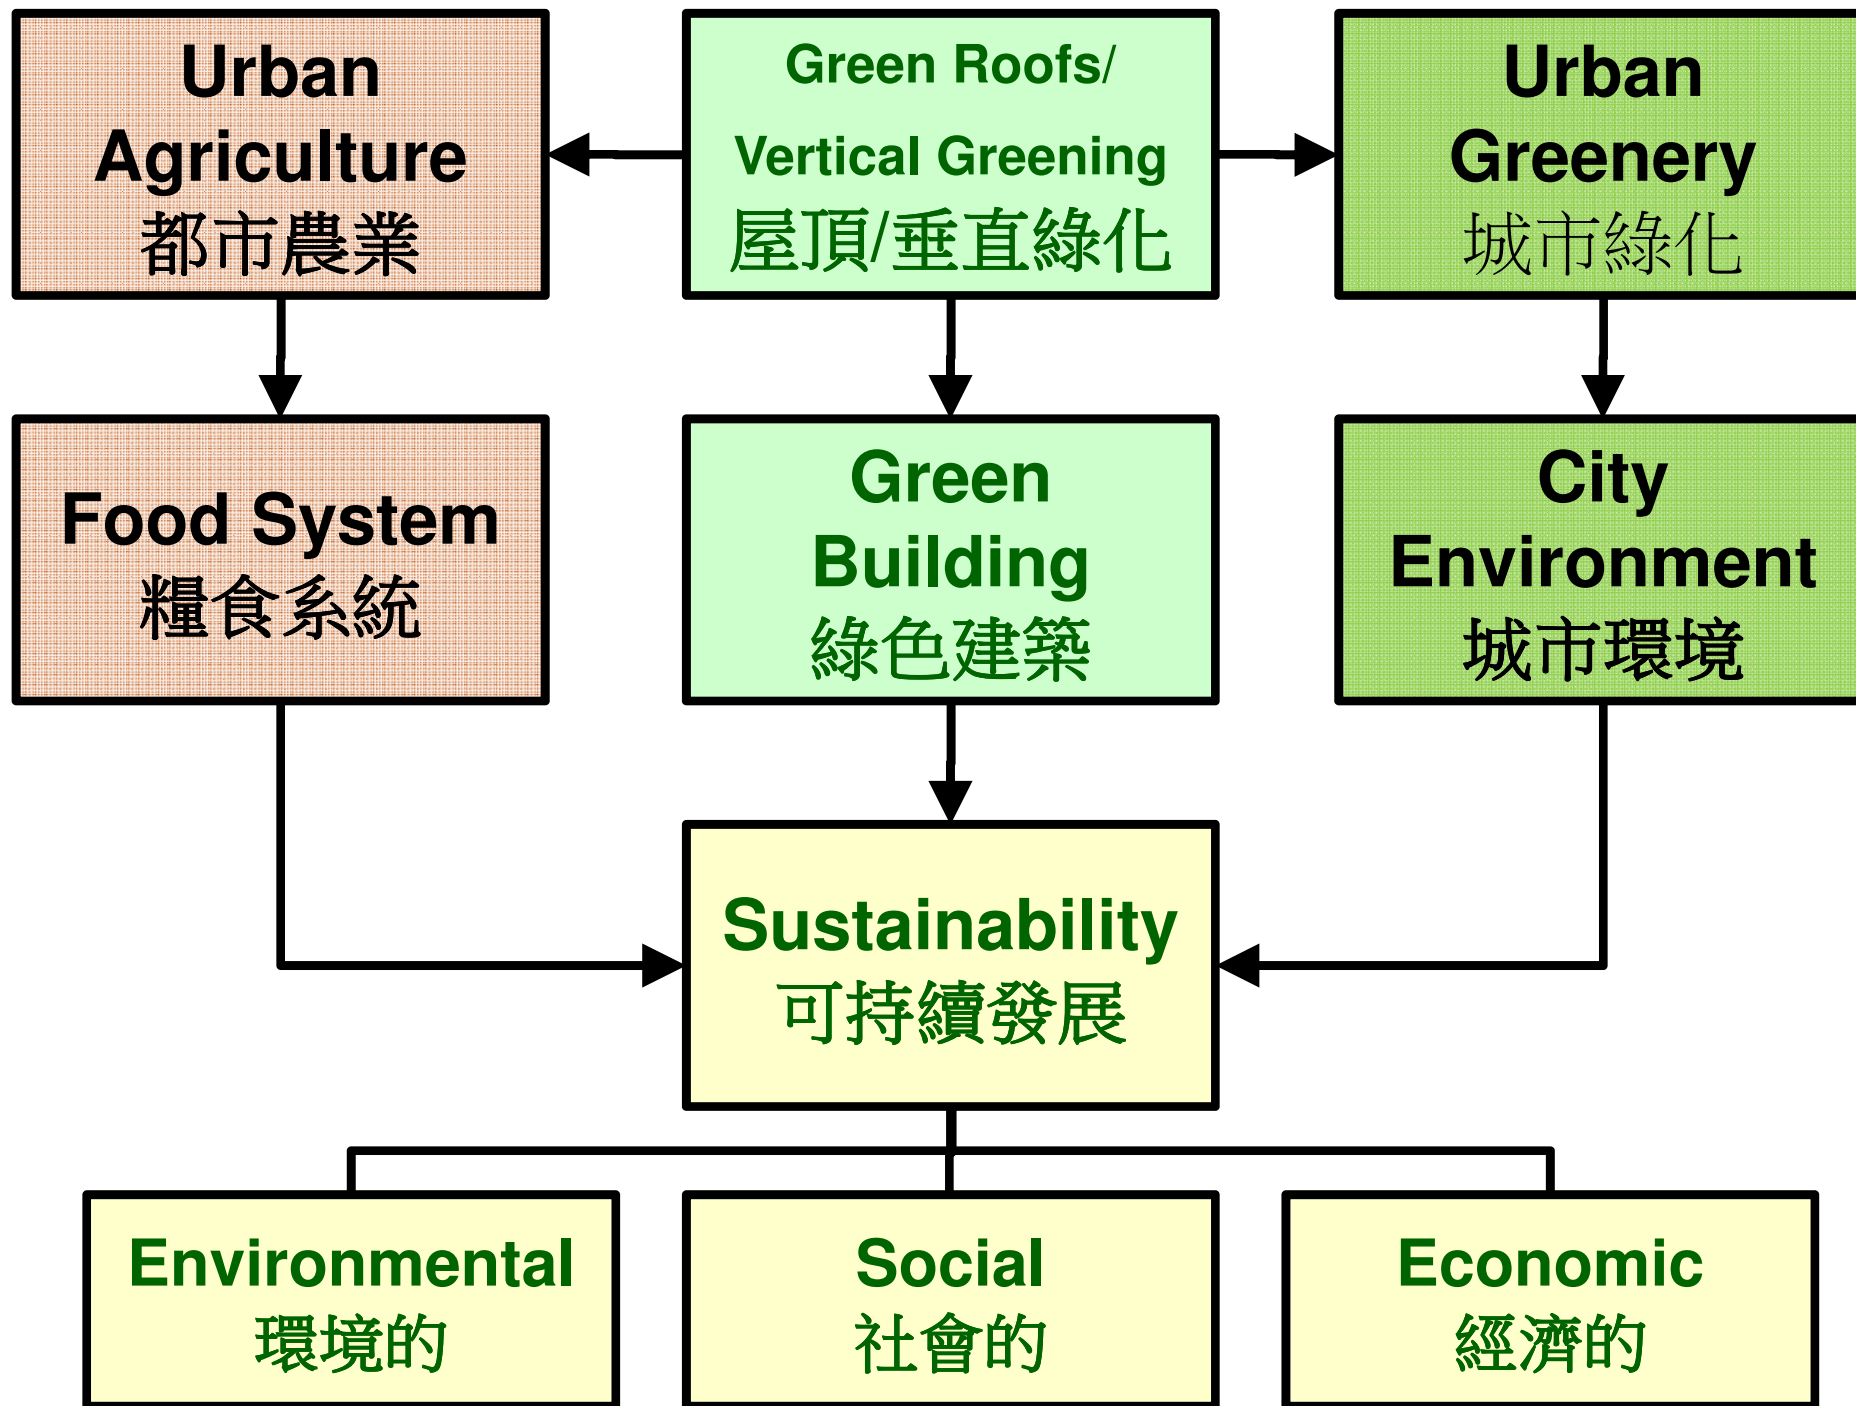 Urban
Agriculture
都市農業
Green Roofs/
Vertical Greening
屋頂/垂直綠化
Urban
Greenery
城市綠化
Food System
糧食系統
Green
Building
綠色建築
City
Environment
城市環境
Sustainability
可持續發展
Environmental
環境的
Social
社會的
Economic
經濟的